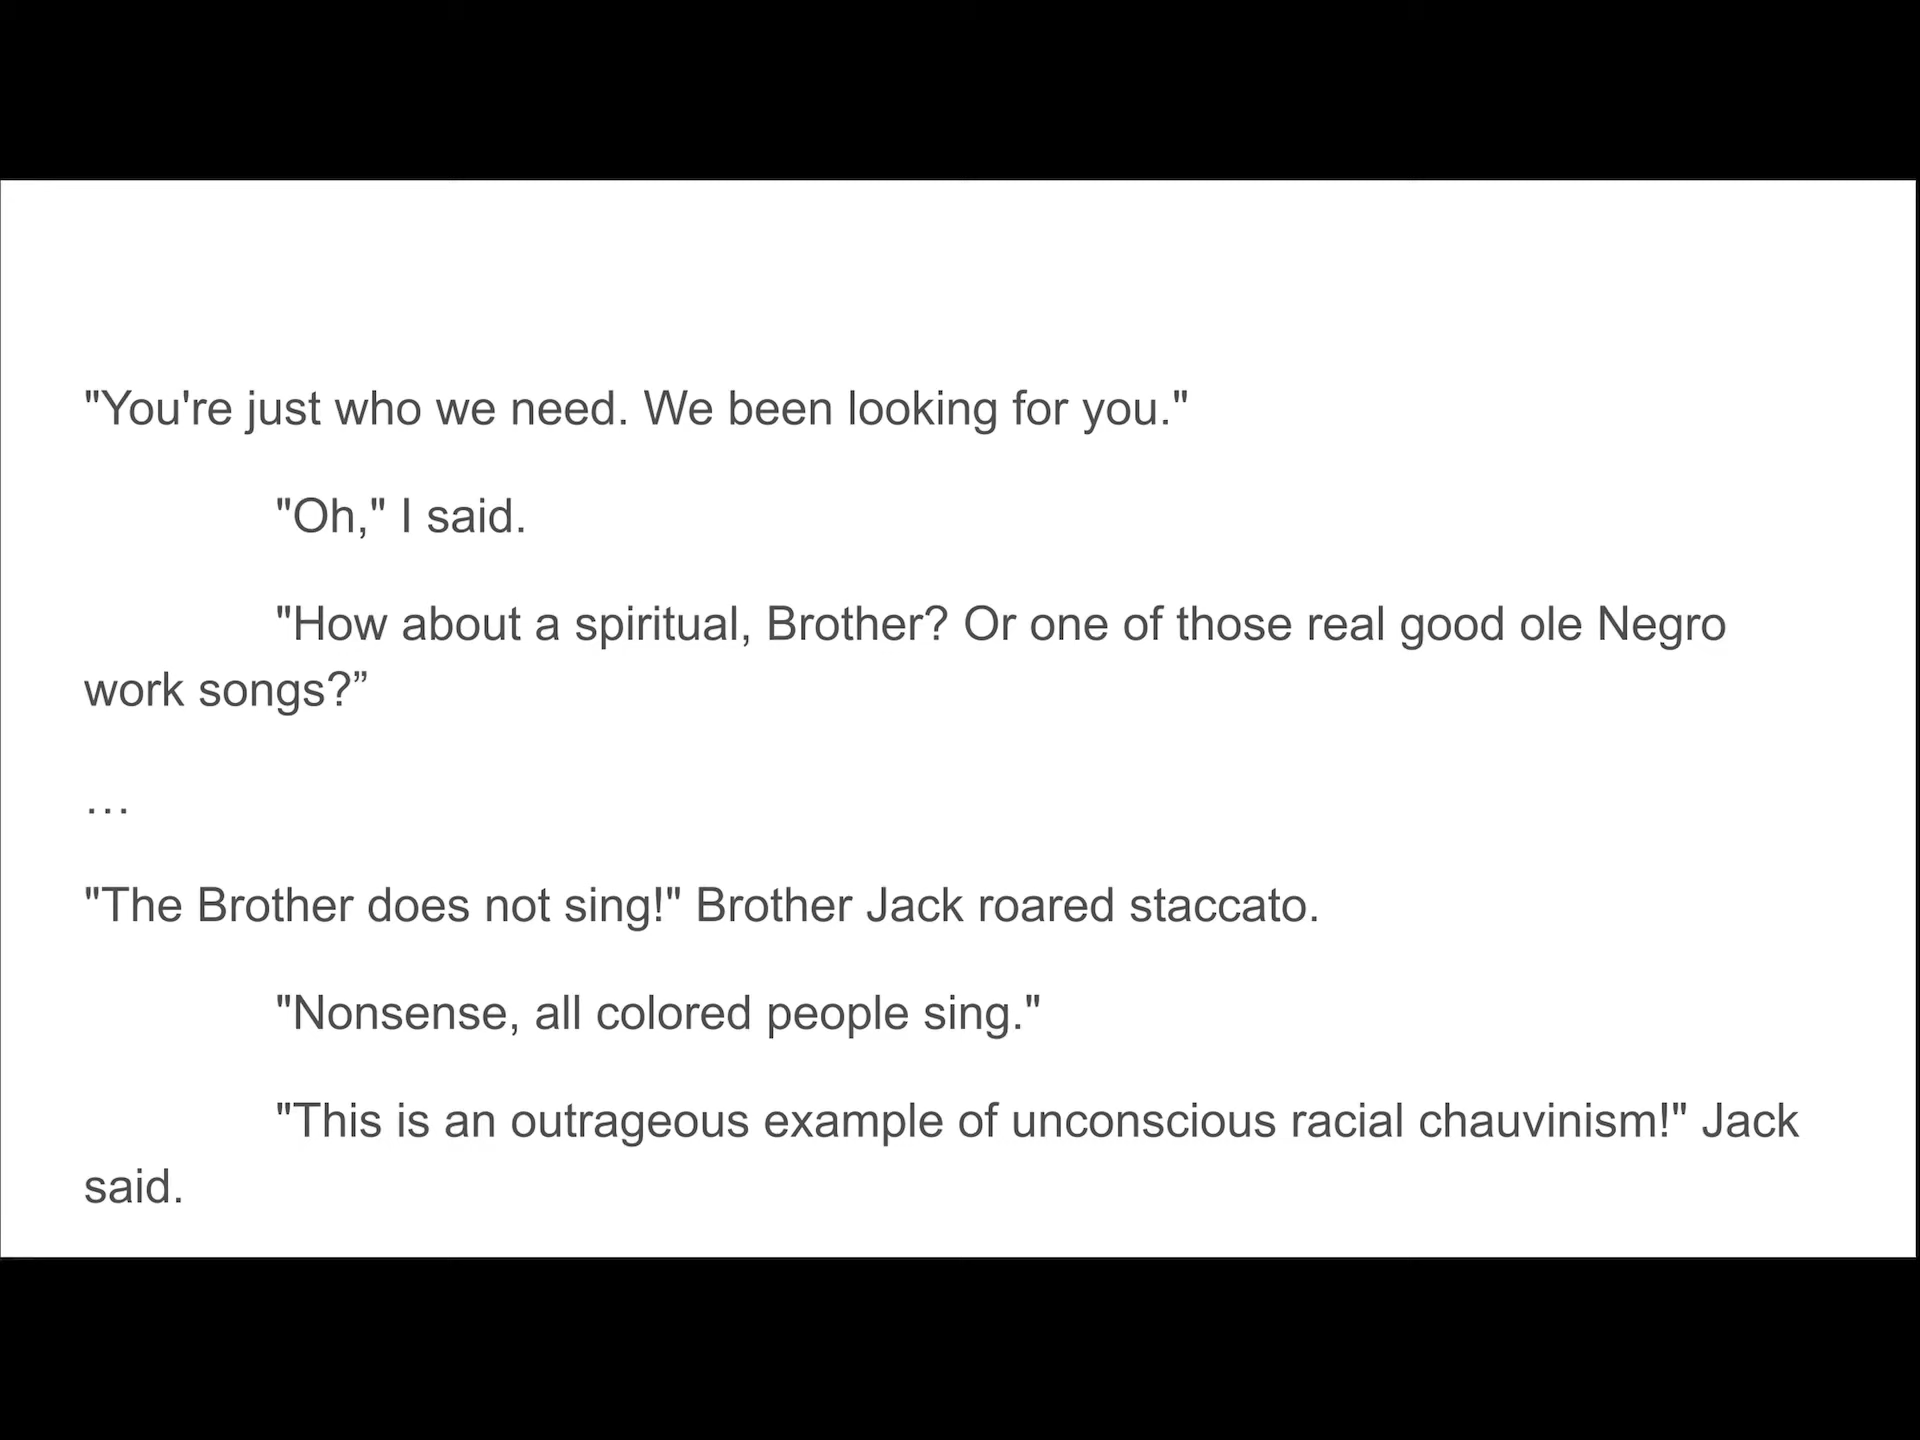 "You're just who we need. We been looking for you."
"Oh," I said.
"How about a spiritual, Brother? Or one of those real good ole Negro
work songs?”
…
"The Brother does not sing!" Brother Jack roared staccato.
"Nonsense, all colored people sing."
"This is an outrageous example of unconscious racial chauvinism!" Jack
said.